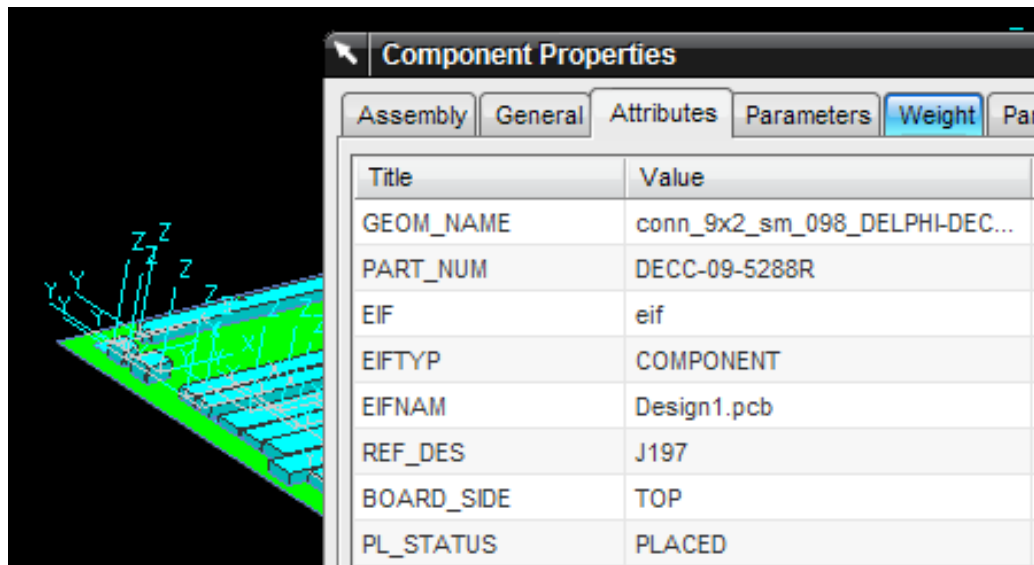 Component Properties
Assembly General Attributes Parameters Weight Par
Title Value
GEOM_NAME conn_9x2_sm_098_DELPHI-DEC...
PART_NUM DECC-09-5288R
EIF eif
EIFTYP COMPONENT
EIFNAM Design1.pcb
REF_DES J197
BOARD_SIDE TOP
PL_STATUS PLACED
Z Z
Z
Y Z
Y Z
Y
X